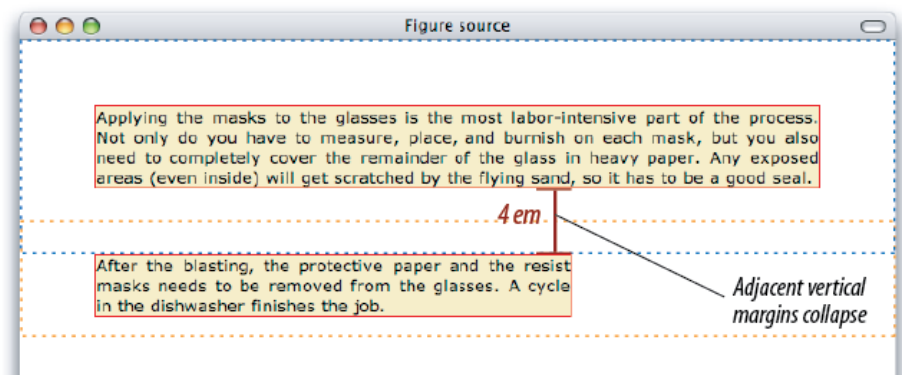 Figure source
Applying the masks to the glasses is the most labor-intensive part of the process.
Not only do you have to measure, place, and burnish on each mask, but you also
need to completely cover the remainder of the glass in heavy paper. Any exposed
areas (even inside) will get scratched by the flying sand, so it has to be a good seal.
4 em
After the blasting, the protective paper and the resist
masks needs to be removed from the glasses. A cycle
in the dishwasher finishes the job.
Adjacent vertical
margins collapse